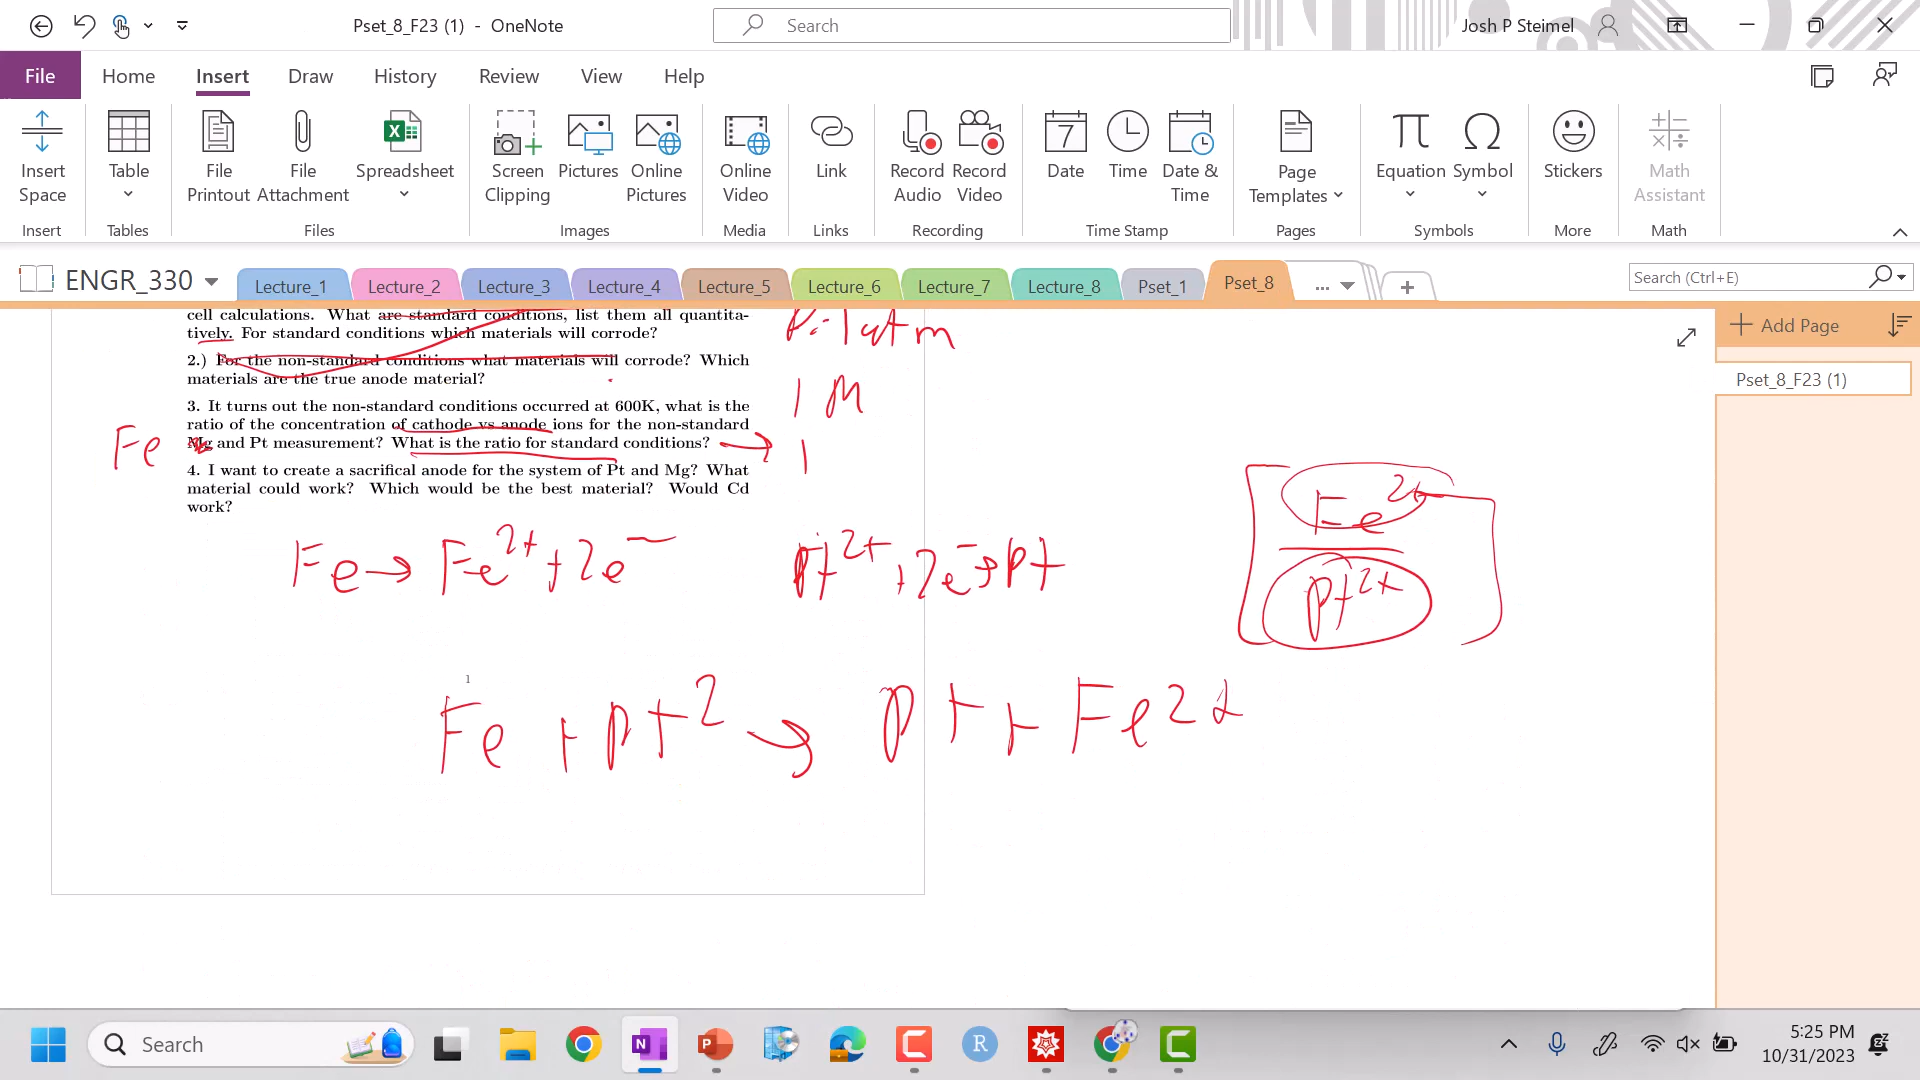 Pset_8_F23 (1) - OneNote
Search
Josh P Steimel
File Home Insert Draw History Review View Help
Insert Space
Table
File Printout
File Attachment
Spreadsheet
Screen Clipping
Pictures
Online Pictures
Online Video
Link
Record Audio
Record Video
Date
Time
Date & Time
Page Templates
Equation
Symbol
Stickers
Math Assistant
Insert Tables Files Images Media Links Recording Time Stamp Pages Symbols More Math
ENGR_330
Lecture_1 Lecture_2 Lecture_3 Lecture_4 Lecture_5 Lecture_6 Lecture_7 Lecture_8 Pset_1 Pset_8 ...
Search (Ctrl+E)
Add Page
Pset_8_F23 (1)
cell calculations. What are standard conditions, list them all quantita-
tively. For standard conditions which materials will corrode?
2.) For the non-standard conditions what materials will corrode? Which
materials are the true anode material?
3. It turns out the non-standard conditions occurred at 600K, what is the
ratio of the concentration of cathode vs anode ions for the non-standard
Mg and Pt measurement? What is the ratio for standard conditions?
4. I want to create a sacrifical anode for the system of Pt and Mg? What
material could work? Which would be the best material? Would Cd
work?
P=1atm
1 M
1
Fe
Fe → Fe²⁺ + 2e⁻
Pt²⁺ + 2e⁻ → Pt
Fe²⁺
Pt²⁺
1
Fe + Pt² → Pt + Fe²⁺
Search
5:25 PM
10/31/2023